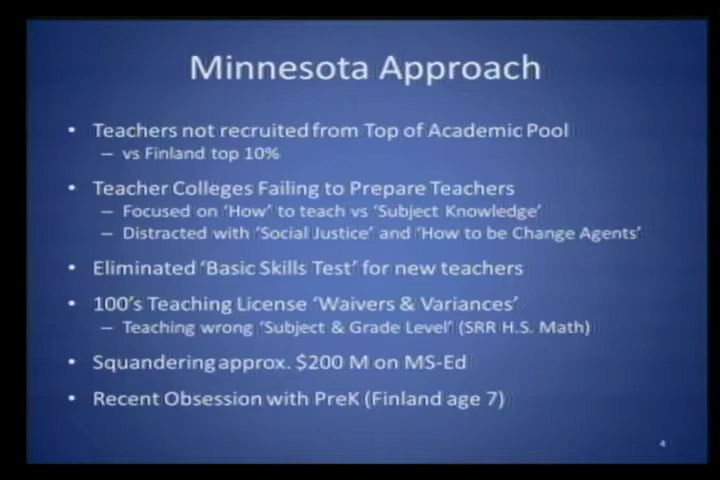 Minnesota Approach
• Teachers not recruited from Top of Academic Pool
– vs Finland top 10%
• Teacher Colleges Failing to Prepare Teachers
– Focused on 'How' to teach vs 'Subject Knowledge'
– Distracted with 'Social Justice' and 'How to be Change Agents'
• Eliminated 'Basic Skills Test' for new teachers
• 100's Teaching License 'Waivers & Variances'
– Teaching wrong 'Subject & Grade Level' (SRR H.S. Math)
• Squandering approx. $200 M on MS-Ed
• Recent Obsession with PreK (Finland age 7)
4